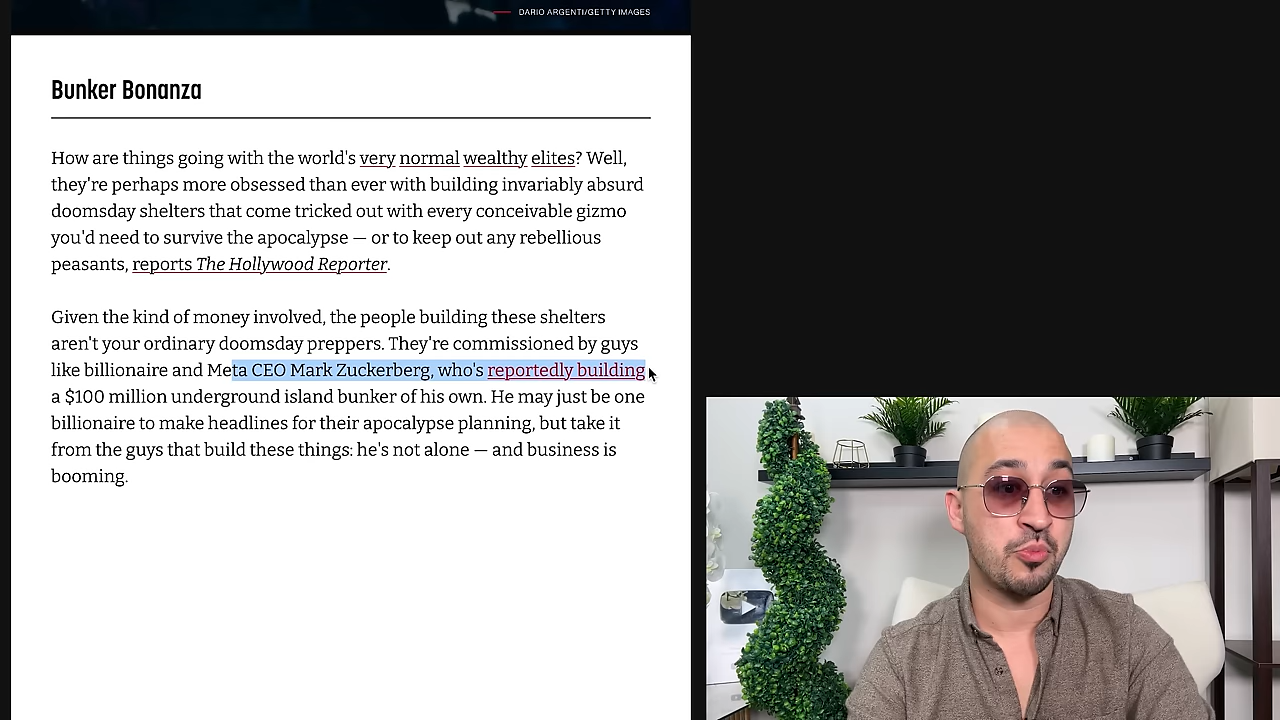 DARIO ARGENTI/GETTY IMAGES
Bunker Bonanza
How are things going with the world's very normal wealthy elites? Well,
they're perhaps more obsessed than ever with building invariably absurd
doomsday shelters that come tricked out with every conceivable gizmo
you'd need to survive the apocalypse — or to keep out any rebellious
peasants, reports The Hollywood Reporter.
Given the kind of money involved, the people building these shelters
aren't your ordinary doomsday preppers. They're commissioned by guys
like billionaire and Meta CEO Mark Zuckerberg, who's reportedly building
a $100 million underground island bunker of his own. He may just be one
billionaire to make headlines for their apocalypse planning, but take it
from the guys that build these things: he's not alone — and business is
booming.